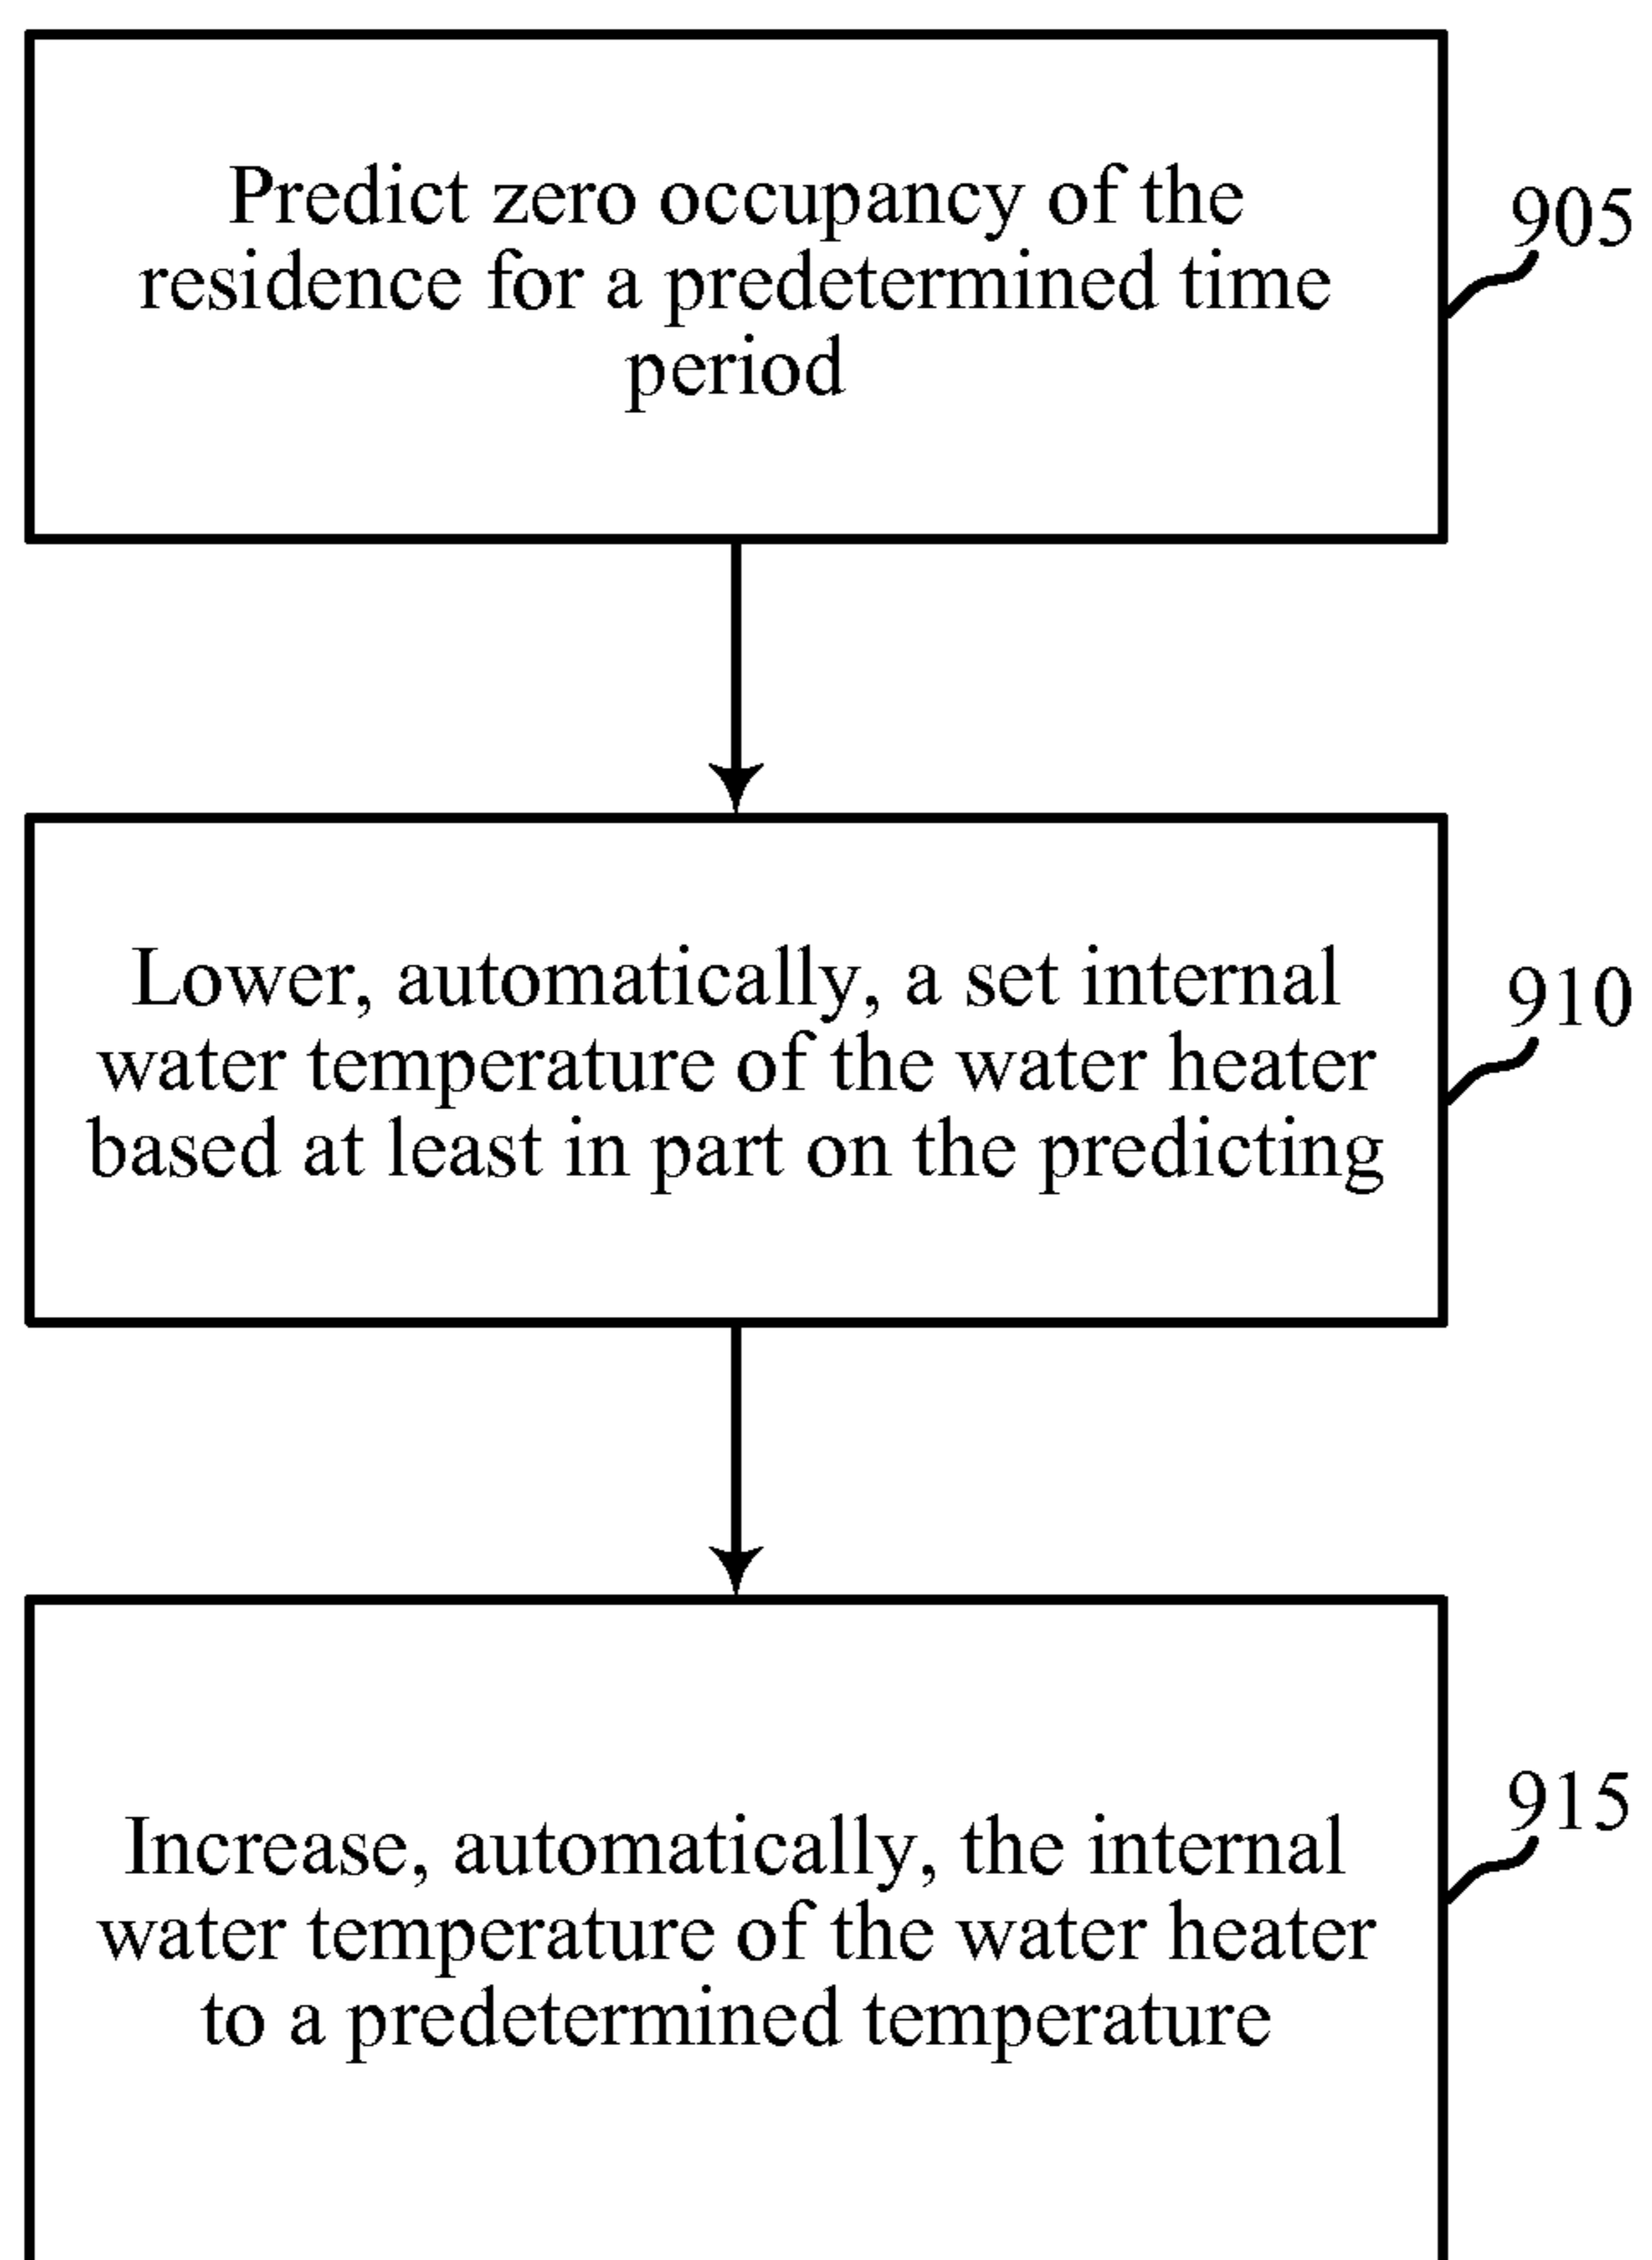 Predict zero occupancy of the
residence for a predetermined time
period
905
Lower, automatically, a set internal
water temperature of the water heater
based at least in part on the predicting
910
Increase, automatically, the internal
water temperature of the water heater
to a predetermined temperature
915